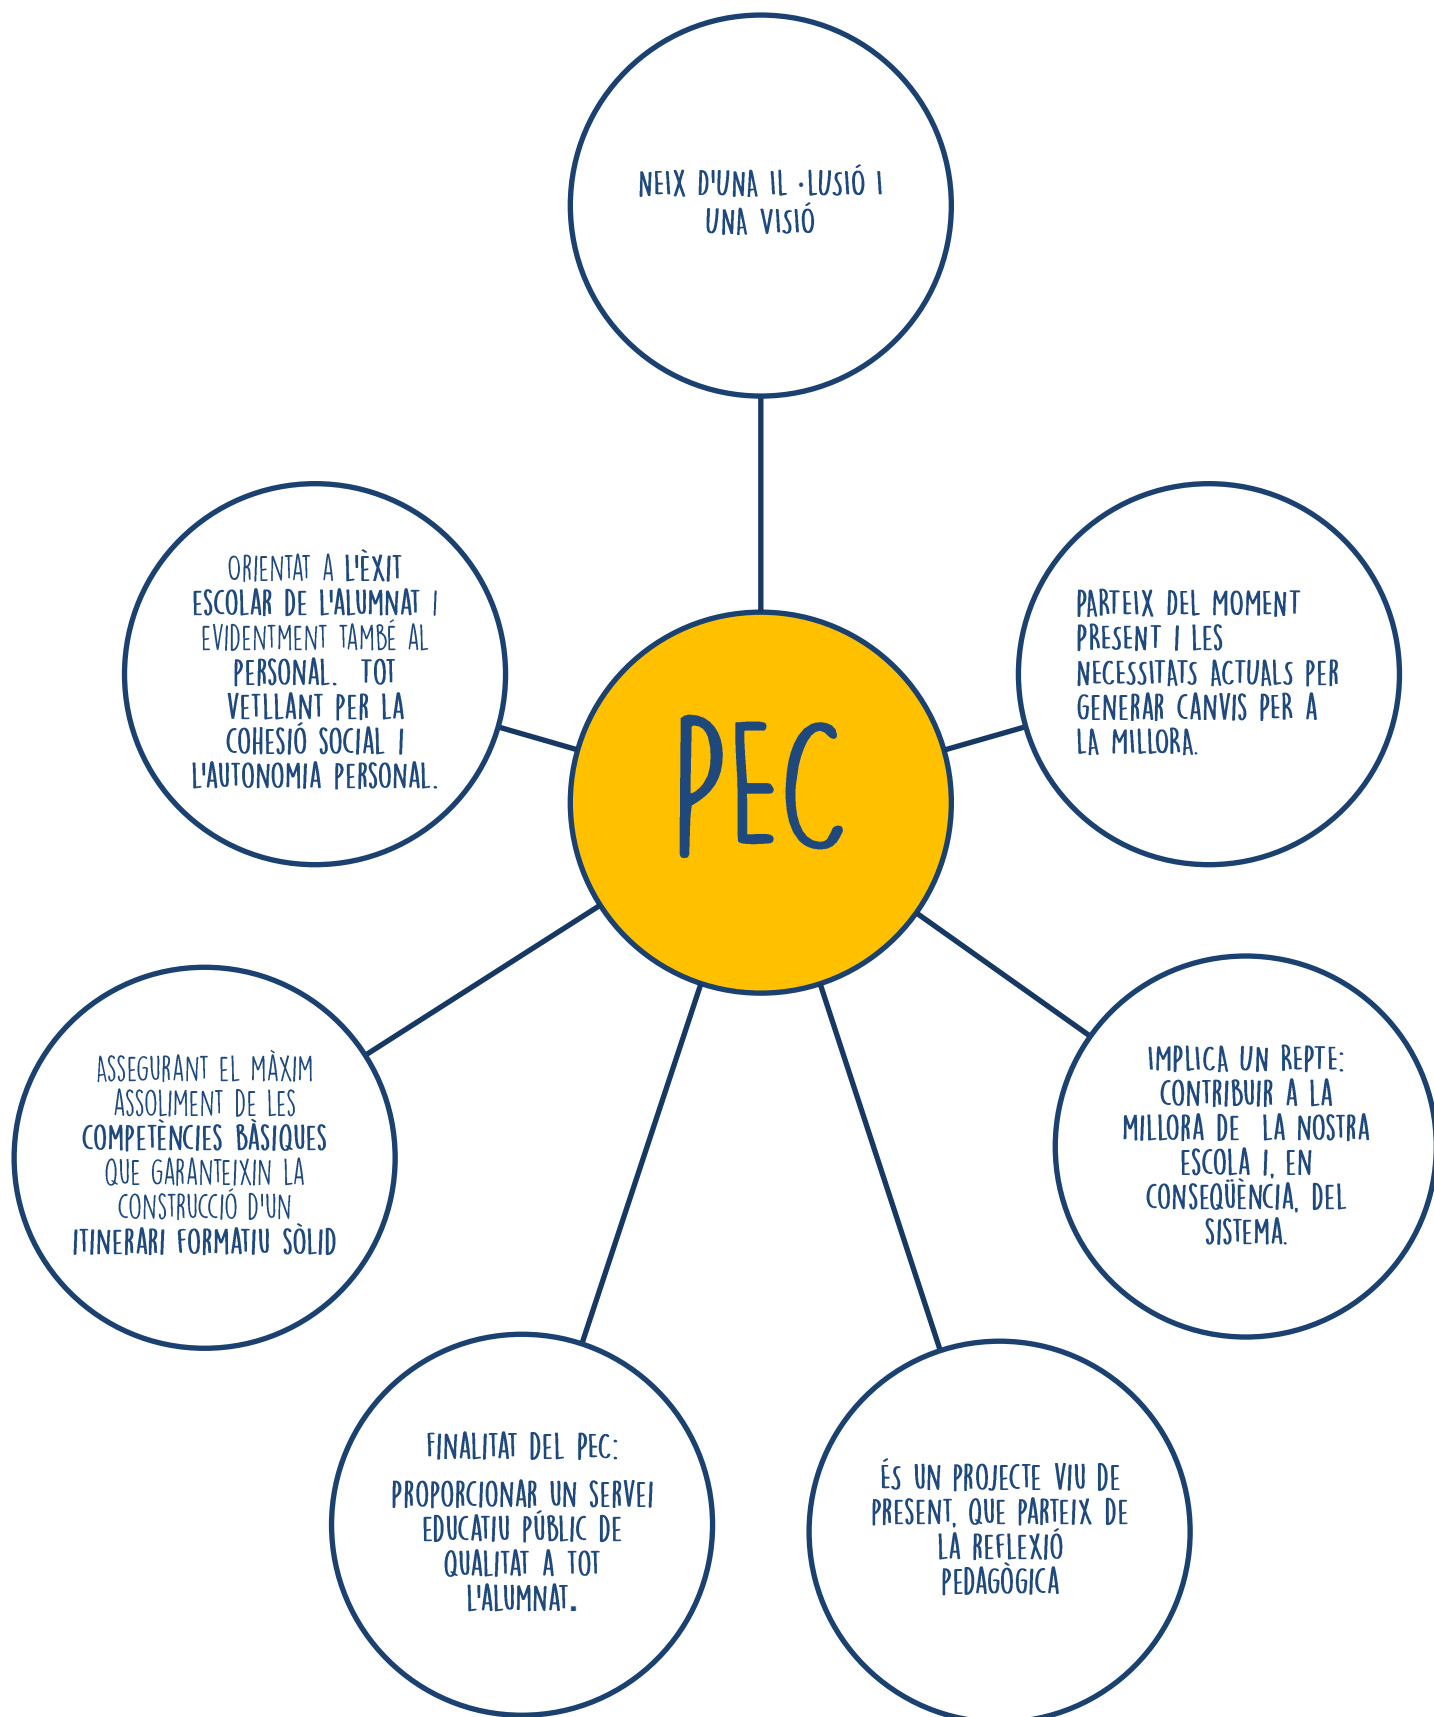 NEIX D'UNA IL ·LUSIÓ I
UNA VISIÓ
ORIENTAT A L'ÈXIT
ESCOLAR DE L'ALUMNAT I
EVIDENTMENT TAMBÉ AL
PERSONAL. TOT
VETLLANT PER LA
COHESIÓ SOCIAL I
L'AUTONOMIA PERSONAL.
PARTEIX DEL MOMENT
PRESENT I LES
NECESSITATS ACTUALS PER
GENERAR CANVIS PER A
LA MILLORA.
PEC
ASSEGURANT EL MÀXIM
ASSOLIMENT DE LES
COMPETÈNCIES BÀSIQUES
QUE GARANTEIXIN LA
CONSTRUCCIÓ D'UN
ITINERARI FORMATIU SÒLID
IMPLICA UN REPTE:
CONTRIBUIR A LA
MILLORA DE LA NOSTRA
ESCOLA I, EN
CONSEQÜÈNCIA, DEL
SISTEMA.
FINALITAT DEL PEC:
PROPORCIONAR UN SERVEI
EDUCATIU PÚBLIC DE
QUALITAT A TOT
L'ALUMNAT.
ÉS UN PROJECTE VIU DE
PRESENT, QUE PARTEIX DE
LA REFLEXIÓ
PEDAGÒGICA